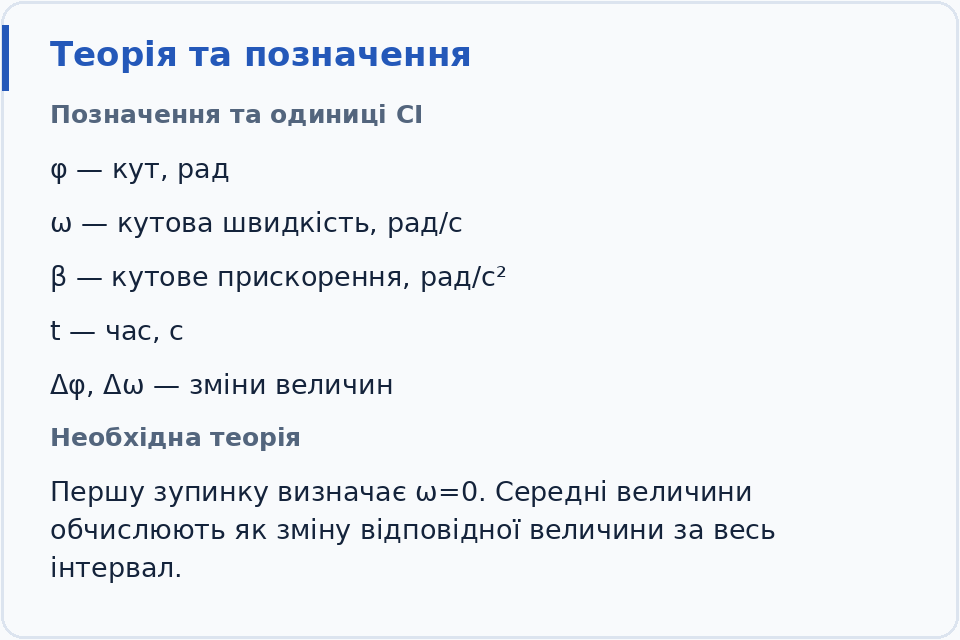 Теорія та позначення
Позначення та одиниці СІ
φ — кут, рад
ω — кутова швидкість, рад/с
β — кутове прискорення, рад/с²
t — час, с
Δφ, Δω — зміни величин
Необхідна теорія
Першу зупинку визначає ω=0. Середні величини
обчислюють як зміну відповідної величини за весь
інтервал.